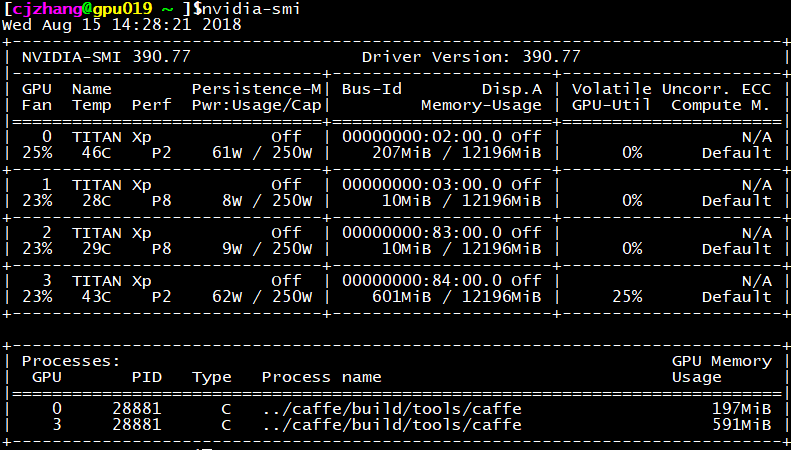 [cjzhang@gpu019 ~ ]$nvidia-smi
Wed Aug 15 14:28:21 2018
+-----------------------------------------------------------------------------+
| NVIDIA-SMI 390.77                 Driver Version: 390.77                    |
|-------------------------------+----------------------+----------------------+
| GPU  Name        Persistence-M| Bus-Id        Disp.A | Volatile Uncorr. ECC |
| Fan  Temp  Perf  Pwr:Usage/Cap|         Memory-Usage | GPU-Util  Compute M. |
|===============================+======================+======================|
|   0  TITAN Xp            Off  | 00000000:02:00.0 Off |                  N/A |
| 25%   46C    P2    61W / 250W |    207MiB / 12196MiB |      0%      Default |
+-------------------------------+----------------------+----------------------+
|   1  TITAN Xp            Off  | 00000000:03:00.0 Off |                  N/A |
| 23%   28C    P8     8W / 250W |     10MiB / 12196MiB |      0%      Default |
+-------------------------------+----------------------+----------------------+
|   2  TITAN Xp            Off  | 00000000:83:00.0 Off |                  N/A |
| 23%   29C    P8     9W / 250W |     10MiB / 12196MiB |      0%      Default |
+-------------------------------+----------------------+----------------------+
|   3  TITAN Xp            Off  | 00000000:84:00.0 Off |                  N/A |
| 23%   43C    P2    62W / 250W |    601MiB / 12196MiB |     25%      Default |
+-------------------------------+----------------------+----------------------+

+-----------------------------------------------------------------------------+
| Processes:                                                       GPU Memory |
|  GPU       PID   Type   Process name                             Usage      |
|=============================================================================|
|    0     28881      C   ../caffe/build/tools/caffe                   197MiB |
|    3     28881      C   ../caffe/build/tools/caffe                   591MiB |
+-----------------------------------------------------------------------------+